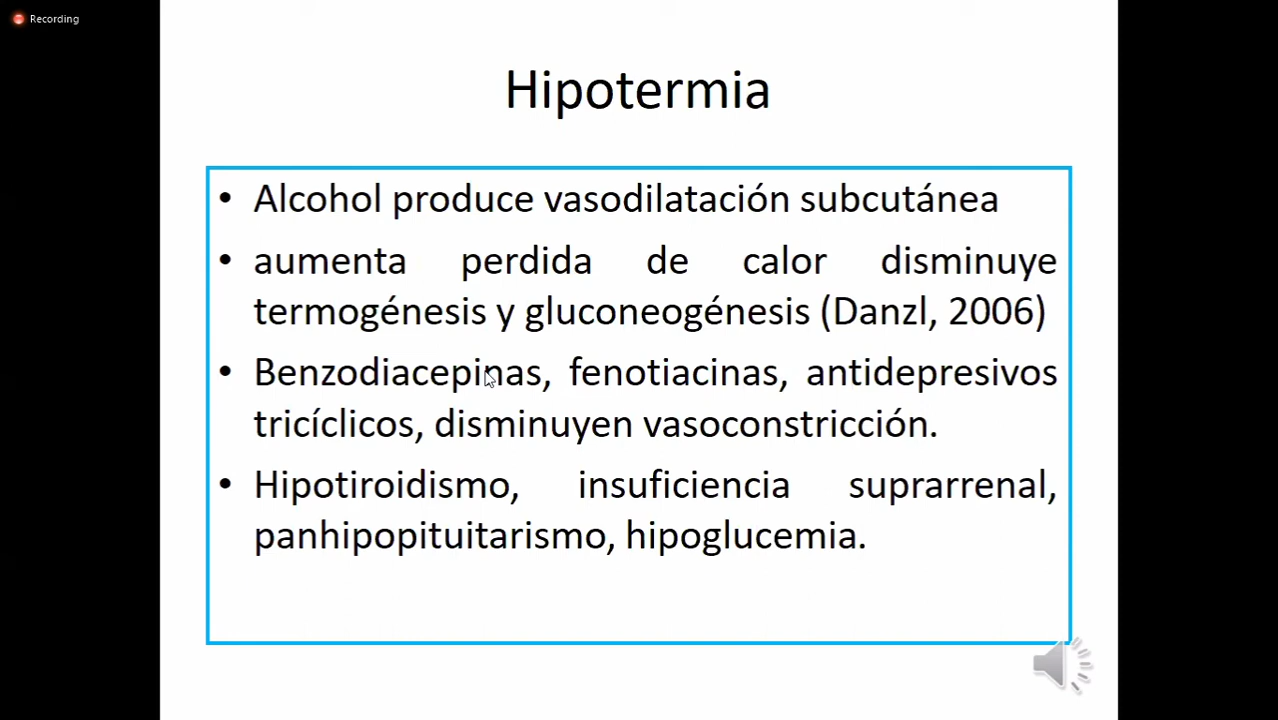 Recording
Hipotermia
• Alcohol produce vasodilatación subcutánea
• aumenta perdida de calor disminuye
termogénesis y gluconeogénesis (Danzl, 2006)
• Benzodiacepinas, fenotiacinas, antidepresivos
tricíclicos, disminuyen vasoconstricción.
• Hipotiroidismo, insuficiencia suprarrenal,
panhipopituitarismo, hipoglucemia.